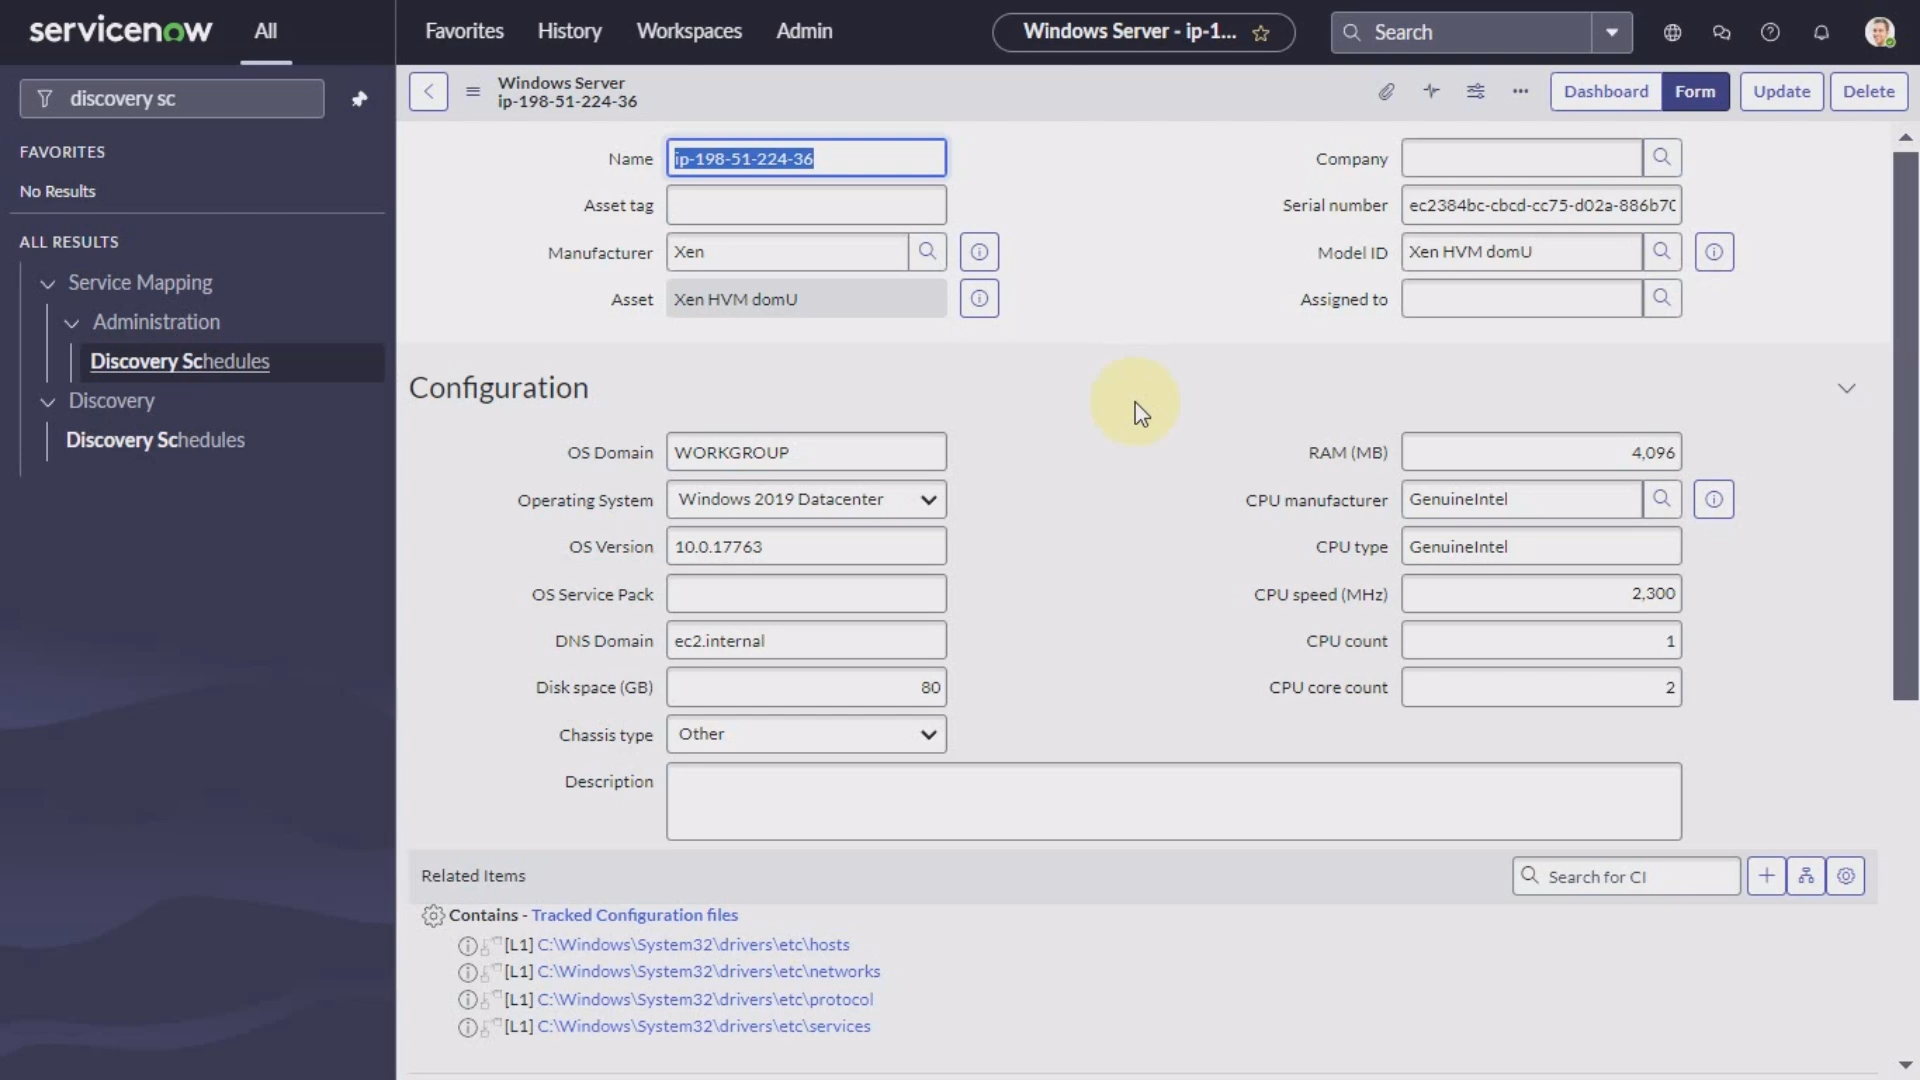 servicenow
All
Favorites
History
Workspaces
Admin
Windows Server - ip-1...
Search
discovery sc
FAVORITES
No Results
ALL RESULTS
Service Mapping
Administration
Discovery Schedules
Discovery
Discovery Schedules
Windows Server
ip-198-51-224-36
Dashboard
Form
Update
Delete
Name ip-198-51-224-36
Company
Asset tag
Serial number ec2384bc-cbcd-cc75-d02a-886b70
Manufacturer Xen
Model ID Xen HVM domU
Asset Xen HVM domU
Assigned to
Configuration
OS Domain WORKGROUP
RAM (MB) 4,096
Operating System Windows 2019 Datacenter
CPU manufacturer GenuineIntel
OS Version 10.0.17763
CPU type GenuineIntel
OS Service Pack
CPU speed (MHz) 2,300
DNS Domain ec2.internal
CPU count 1
Disk space (GB) 80
CPU core count 2
Chassis type Other
Description
Related Items
Search for CI
Contains - Tracked Configuration files
[L1] C:\Windows\System32\drivers\etc\hosts
[L1] C:\Windows\System32\drivers\etc\networks
[L1] C:\Windows\System32\drivers\etc\protocol
[L1] C:\Windows\System32\drivers\etc\services